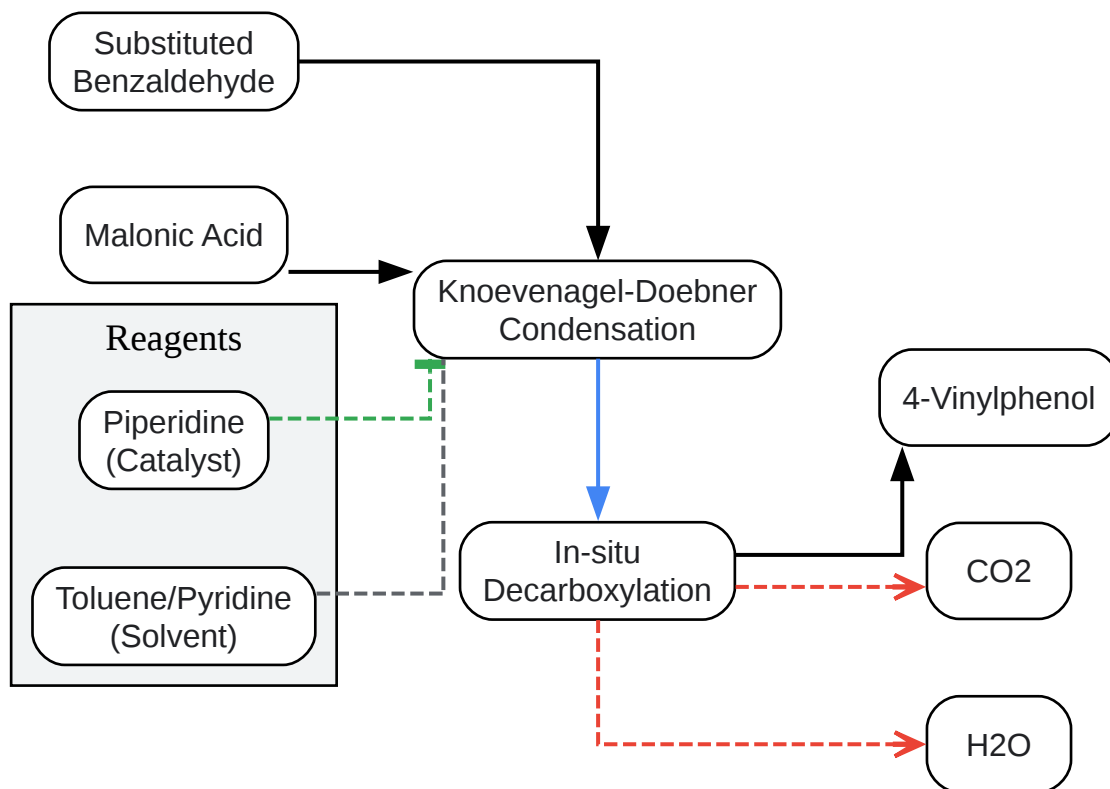 Substituted
Benzaldehyde
Malonic Acid
Knoevenagel-Doebner
Condensation
Reagents
Piperidine
(Catalyst)
Toluene/Pyridine
(Solvent)
In-situ
Decarboxylation
4-Vinylphenol
CO2
H2O